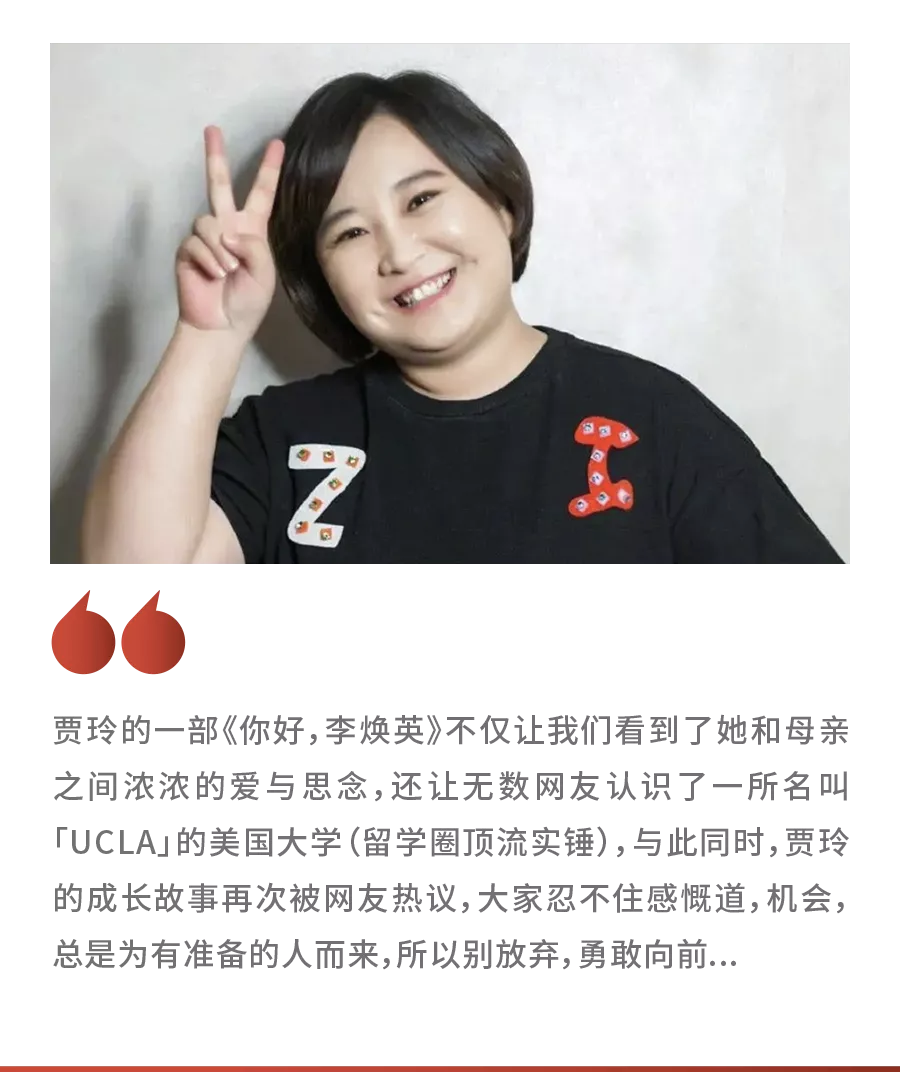 Z
I
贾玲的一部《你好,李焕英》不仅让我们看到了她和母亲
之间浓浓的爱与思念,还让无数网友认识了一所名叫
「UCLA」的美国大学(留学圈顶流实锤),与此同时,贾玲
的成长故事再次被网友热议,大家忍不住感慨道,机会,
总是为有准备的人而来,所以别放弃,勇敢向前...